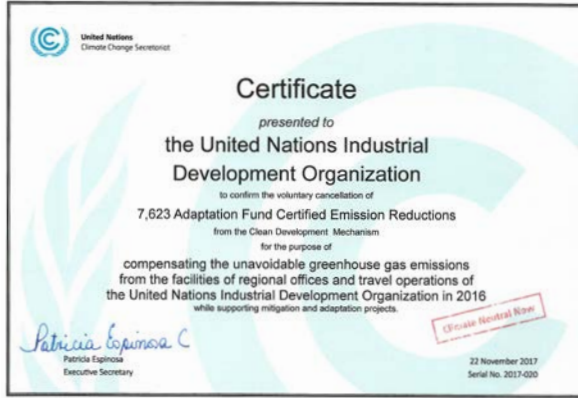 United Nations
Climate Change Secretariat
Certificate
presented to
the United Nations Industrial
Development Organization
to confirm the voluntary cancellation of
7,623 Adaptation Fund Certified Emission Reductions
from the Clean Development Mechanism
for the purpose of
compensating the unavoidable greenhouse gas emissions
from the facilities of regional offices and travel operations of
the United Nations Industrial Development Organization in 2016
while supporting mitigation and adaptation projects.
Climate Neutral Now
Patricia Espinosa C
Patricia Espinosa
Executive Secretary
22 November 2017
Serial No. 2017-020